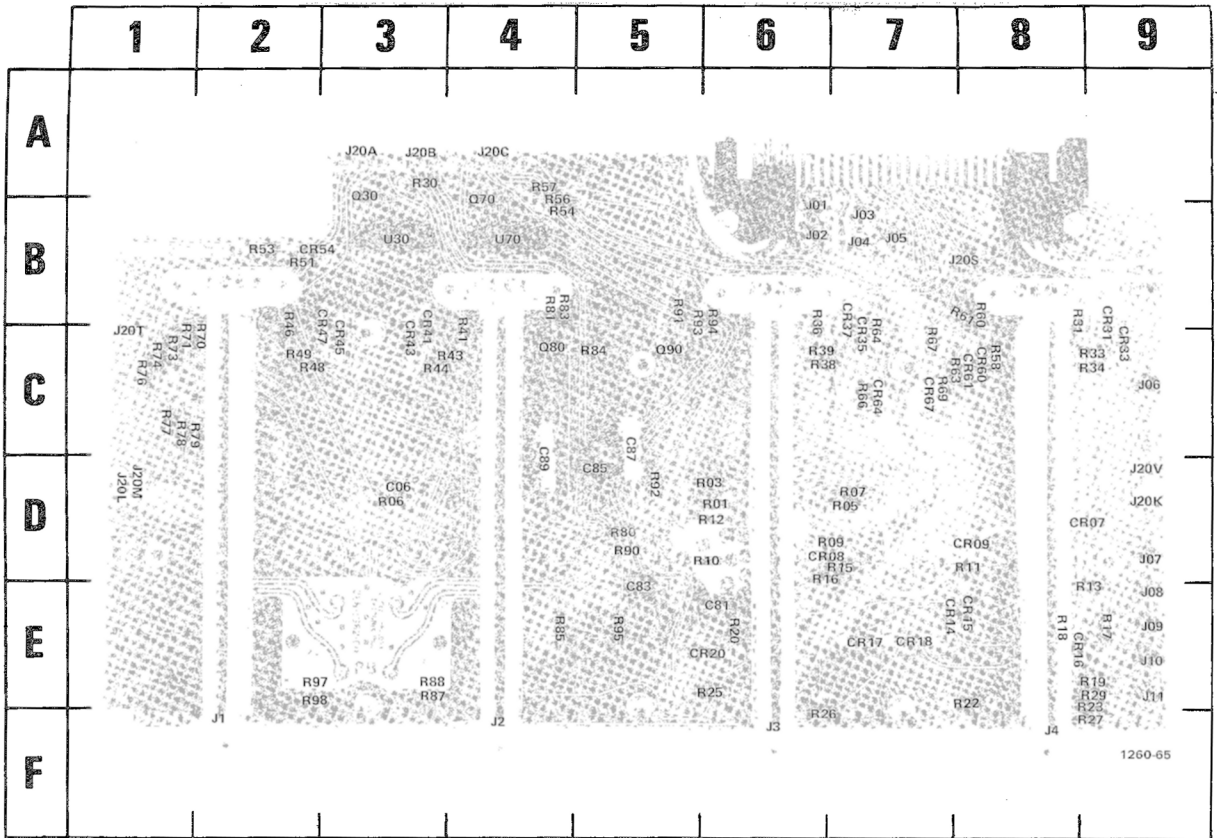 1 2 3 4 5 6 7 8 9
A
J20A J20B J20C
R30 R57
Q30 Q70 R56 J01
R54 J03
B
R53 CR54 U30 U70 J02 J04 J05
R51 J20S
R81 R83 R91 R93 R94 R36 CR37 CR35 R64 R67 R60 R31 CR31 CR33
J20T R74 R73 R71 R70 R46 CR47 CR45 CR43 CR41 R41
R76 R49 R43 Q80 R84 Q90 R39 R67 R63 CR61 CR60 R58 R33
R48 R44 R38 R34
C
R66 CR64 CR67 R69 J06
R77 R78 R79
C89 C87
C85 J20V
J20L J20M R92 R03
C06 R07
D
R06 R01 R05 J20K
R12 CR07
R80 R09 CR09
R90 CR08 J07
R10 R15 R11
R16
C83 R13 J08
C81
R85 R95 R20 CR14 CR15 R18 CR16 R17 J09
E
CR17 CR18
CR20 J10
R97 R88 R19
R98 R87 R25 R29 J11
R22 R23
J1 J2 J3 R26 J4 R27
F
1260-65